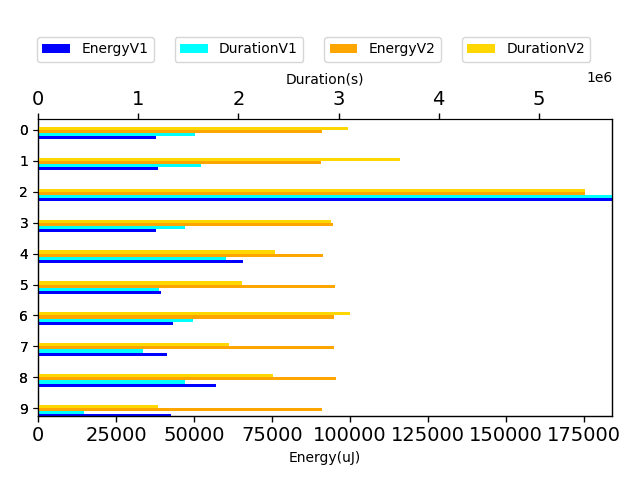 EnergyV1 DurationV1 EnergyV2 DurationV2
Duration(s)
1e6
0 1 2 3 4 5
0
1
2
3
4
5
6
7
8
9
0 25000 50000 75000 100000 125000 150000 175000
Energy(uJ)